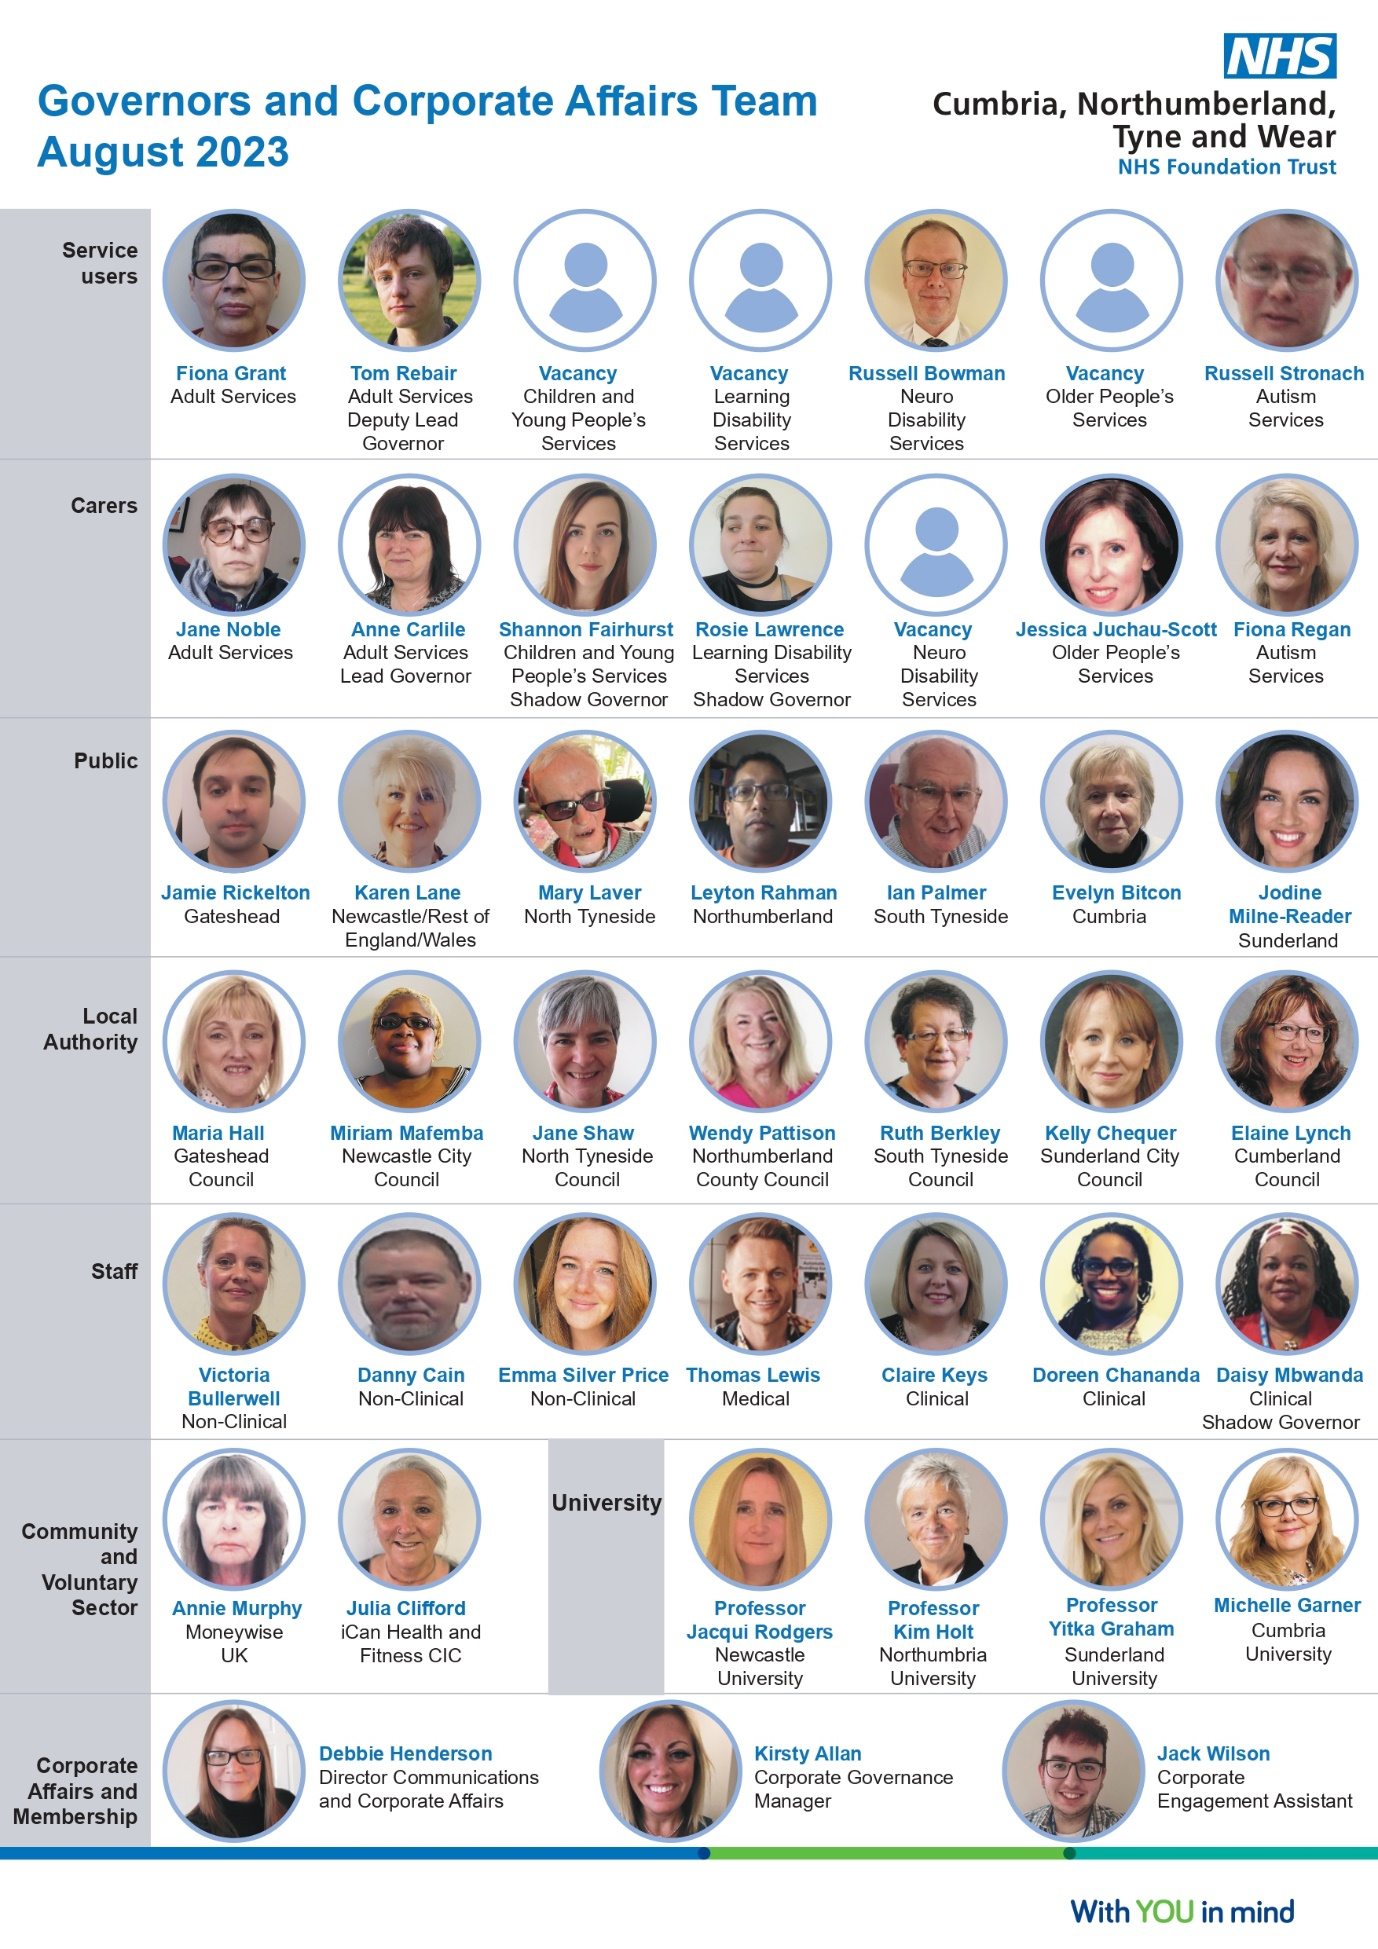 NHS
Cumbria, Northumberland,
Tyne and Wear
NHS Foundation Trust
Governors and Corporate Affairs Team
August 2023
Service
users
Fiona Grant
Adult Services
Tom Rebair
Adult Services
Deputy Lead
Governor
Vacancy
Children and
Young People’s
Services
Vacancy
Learning
Disability
Services
Russell Bowman
Neuro
Disability
Services
Vacancy
Older People’s
Services
Russell Stronach
Autism
Services
Carers
Jane Noble
Adult Services
Anne Carlile
Adult Services
Lead Governor
Shannon Fairhurst
Children and Young
People’s Services
Shadow Governor
Rosie Lawrence
Learning Disability
Services
Shadow Governor
Vacancy
Neuro
Disability
Services
Jessica Juchau-Scott
Older People’s
Services
Fiona Regan
Autism
Services
Public
Jamie Rickelton
Gateshead
Karen Lane
Newcastle/Rest of
England/Wales
Mary Laver
North Tyneside
Leyton Rahman
Northumberland
Ian Palmer
South Tyneside
Evelyn Bitcon
Cumbria
Jodine
Milne-Reader
Sunderland
Local
Authority
Maria Hall
Gateshead
Council
Miriam Mafemba
Newcastle City
Council
Jane Shaw
North Tyneside
Council
Wendy Pattison
Northumberland
County Council
Ruth Berkley
South Tyneside
Council
Kelly Chequer
Sunderland City
Council
Elaine Lynch
Cumberland
Council
Staff
Victoria
Bullerwell
Non-Clinical
Danny Cain
Non-Clinical
Emma Silver Price
Non-Clinical
Thomas Lewis
Medical
Claire Keys
Clinical
Doreen Chananda
Clinical
Daisy Mbwanda
Clinical
Shadow Governor
Community
and
Voluntary
Sector
Annie Murphy
Moneywise
UK
Julia Clifford
iCan Health and
Fitness CIC
University
Professor
Jacqui Rodgers
Newcastle
University
Professor
Kim Holt
Northumbria
University
Professor
Yitka Graham
Sunderland
University
Michelle Garner
Cumbria
University
Corporate
Affairs and
Membership
Debbie Henderson
Director Communications
and Corporate Affairs
Kirsty Allan
Corporate Governance
Manager
Jack Wilson
Corporate
Engagement Assistant
With YOU in mind